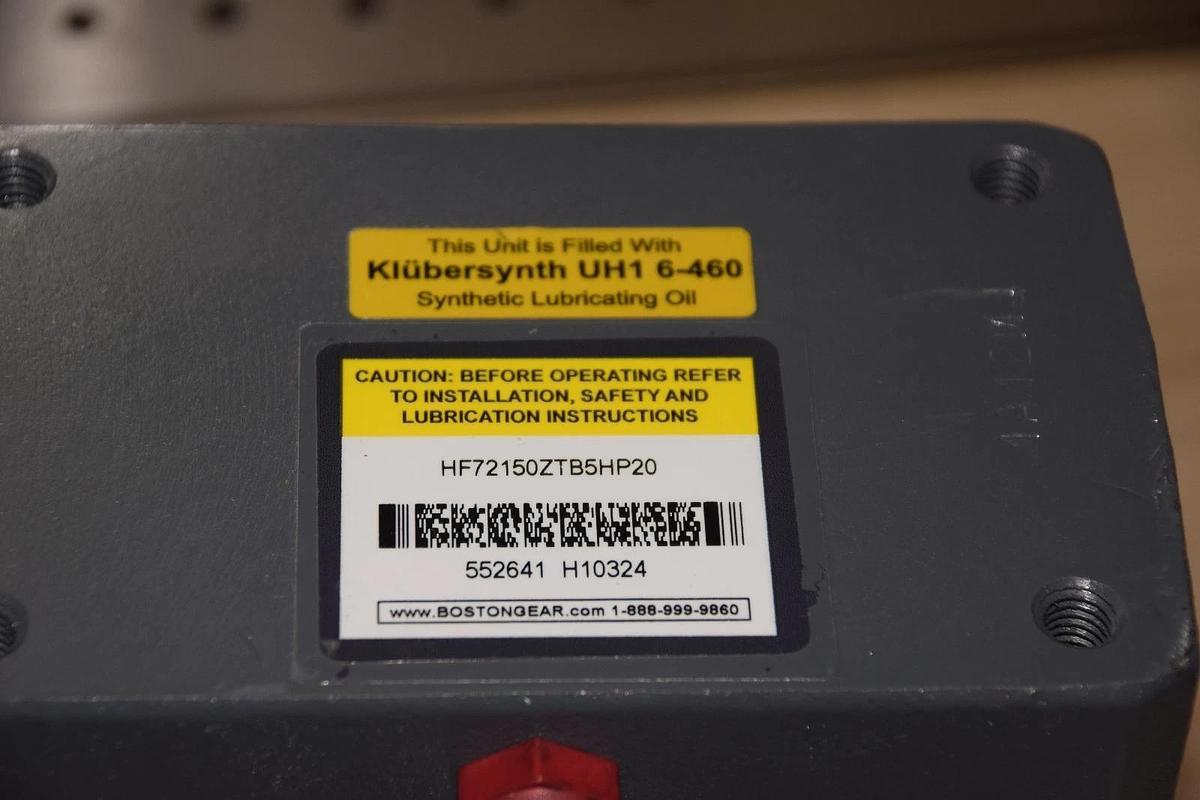 This Unit is Filled With
Klübersynth UH1 6-460
Synthetic Lubricating Oil
CAUTION: BEFORE OPERATING REFER
TO INSTALLATION, SAFETY AND
LUBRICATION INSTRUCTIONS
HF72150ZTB5HP20
552641 H10324
www.BOSTONGEAR.com 1-888-999-9860